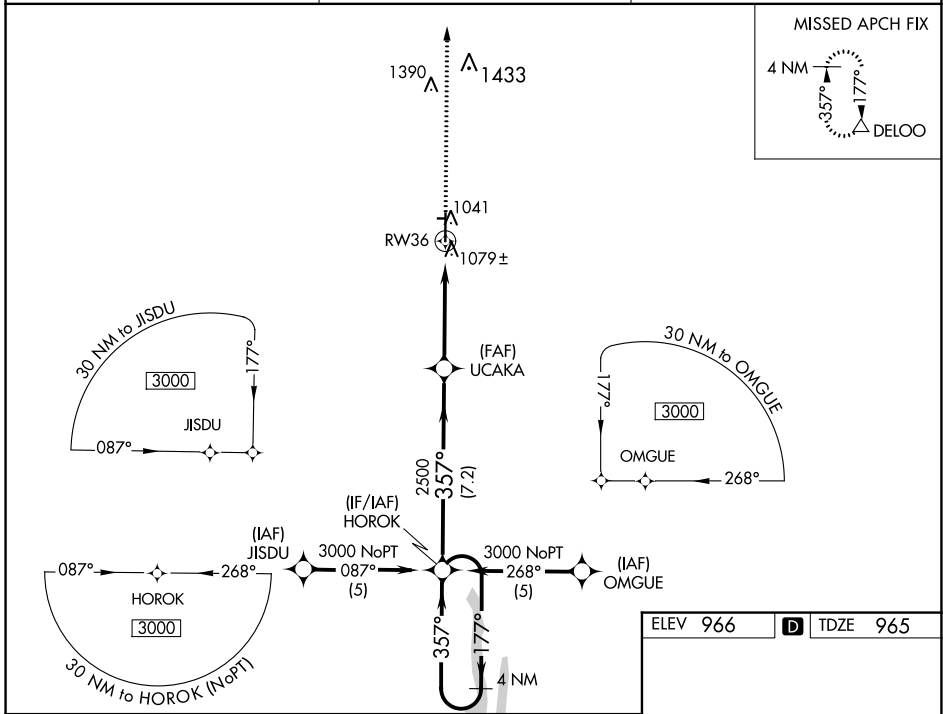 MISSED APCH FIX
4 NM
357°
177°
DELOO
1390
1433
1041
RW36
1079±
30 NM to JISDU
3000
177°
JISDU
087°
(FAF)
UCAKA
30 NM to OMGUE
177°
3000
OMGUE
268°
2500
357°
(7.2)
(IF/IAF)
HOROK
(IAF)
JISDU
3000 NoPT
087°
(5)
3000 NoPT
268°
(5)
(IAF)
OMGUE
087°
268°
HOROK
3000
30 NM to HOROK (NoPT)
357°
177°
4 NM
ELEV 966 D TDZE 965